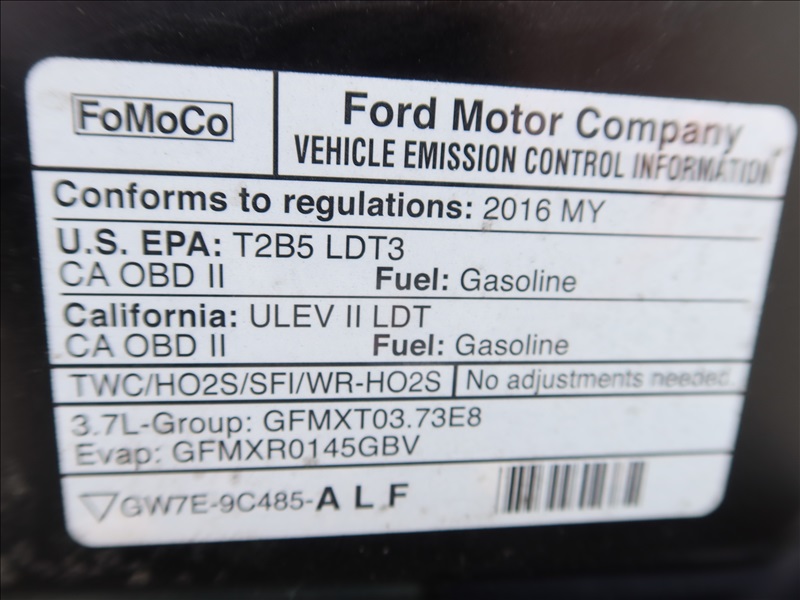 FoMoCo
Ford Motor Company
VEHICLE EMISSION CONTROL INFORMATION
Conforms to regulations: 2016 MY
U.S. EPA: T2B5 LDT3
CA OBD II Fuel: Gasoline
California: ULEV II LDT
CA OBD II Fuel: Gasoline
TWC/HO2S/SFI/WR-HO2S No adjustments needed.
3.7L-Group: GFMXT03.73E8
Evap: GFMXR0145GBV
GW7E-9C485-A L F